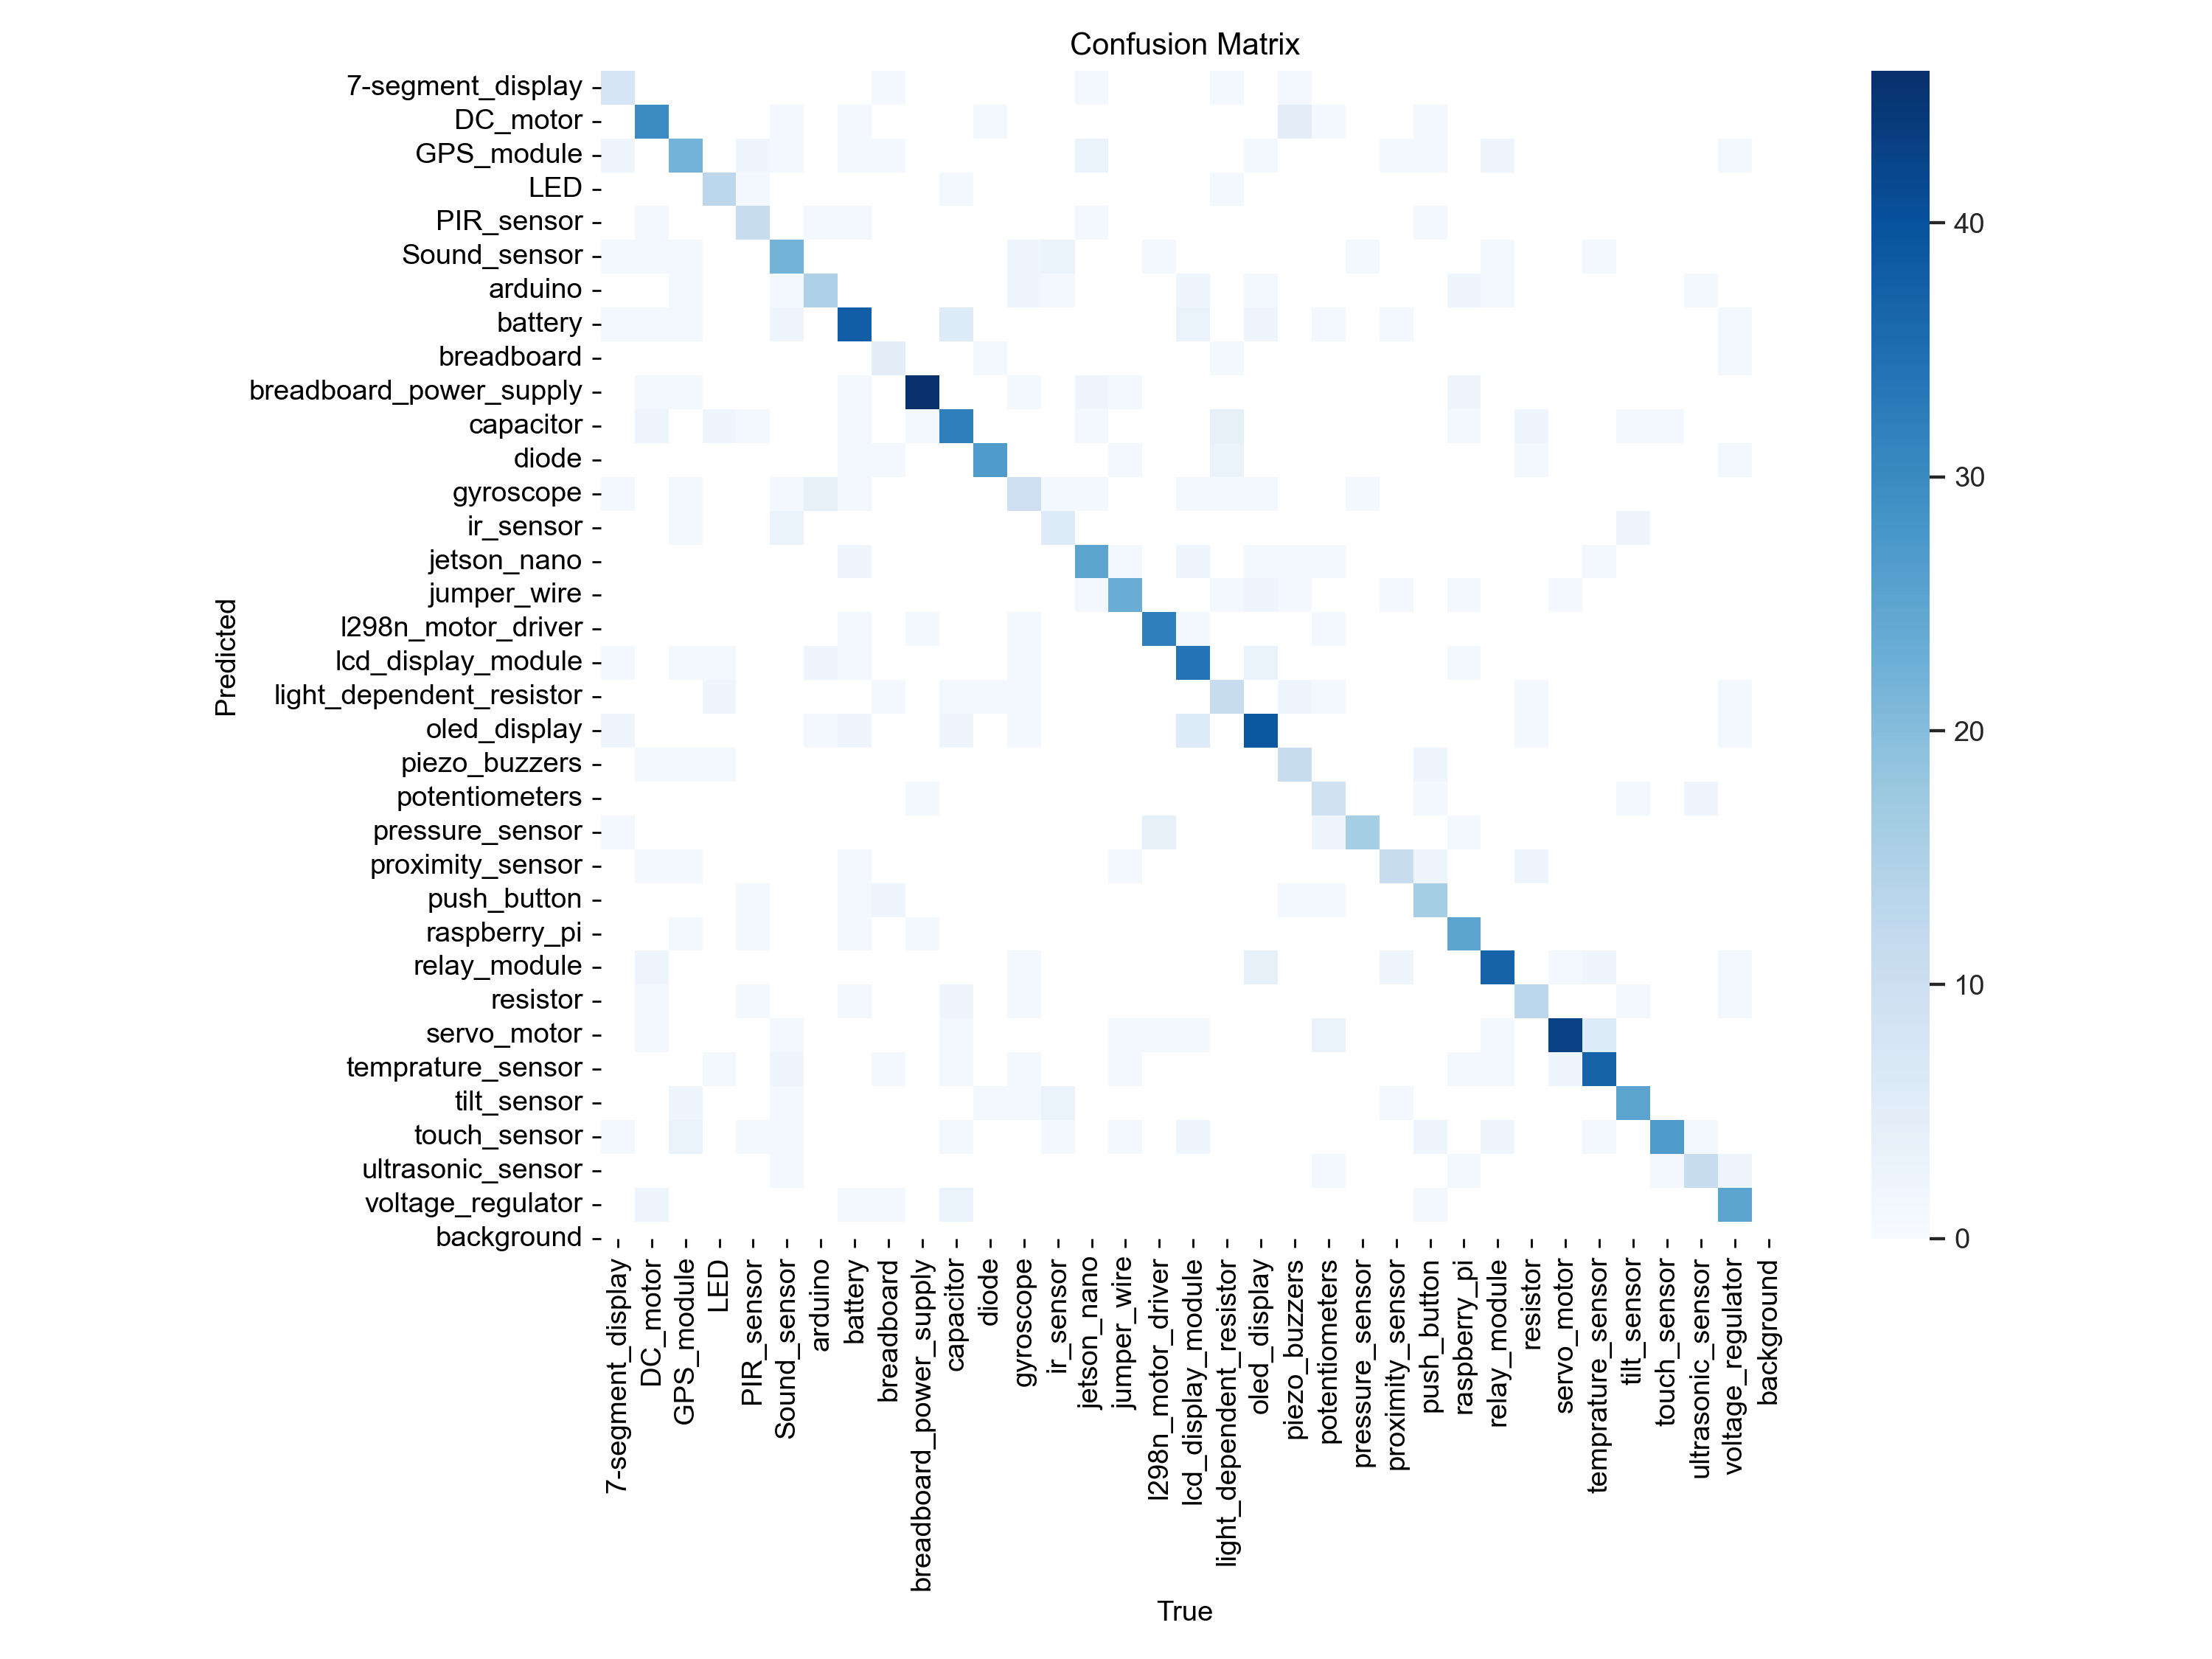 Confusion Matrix
7-segment_display
DC_motor
GPS_module
LED
PIR_sensor
Sound_sensor
arduino
battery
breadboard
breadboard_power_supply
capacitor
diode
gyroscope
ir_sensor
jetson_nano
jumper_wire
l298n_motor_driver
lcd_display_module
light_dependent_resistor
oled_display
piezo_buzzers
potentiometers
pressure_sensor
proximity_sensor
push_button
raspberry_pi
relay_module
resistor
servo_motor
temprature_sensor
tilt_sensor
touch_sensor
ultrasonic_sensor
voltage_regulator
background
Predicted
7-segment_display
DC_motor
GPS_module
LED
PIR_sensor
Sound_sensor
arduino
battery
breadboard
breadboard_power_supply
capacitor
diode
gyroscope
ir_sensor
jetson_nano
jumper_wire
l298n_motor_driver
lcd_display_module
light_dependent_resistor
oled_display
piezo_buzzers
potentiometers
pressure_sensor
proximity_sensor
push_button
raspberry_pi
relay_module
resistor
servo_motor
temprature_sensor
tilt_sensor
touch_sensor
ultrasonic_sensor
voltage_regulator
background
True
40
30
20
10
0